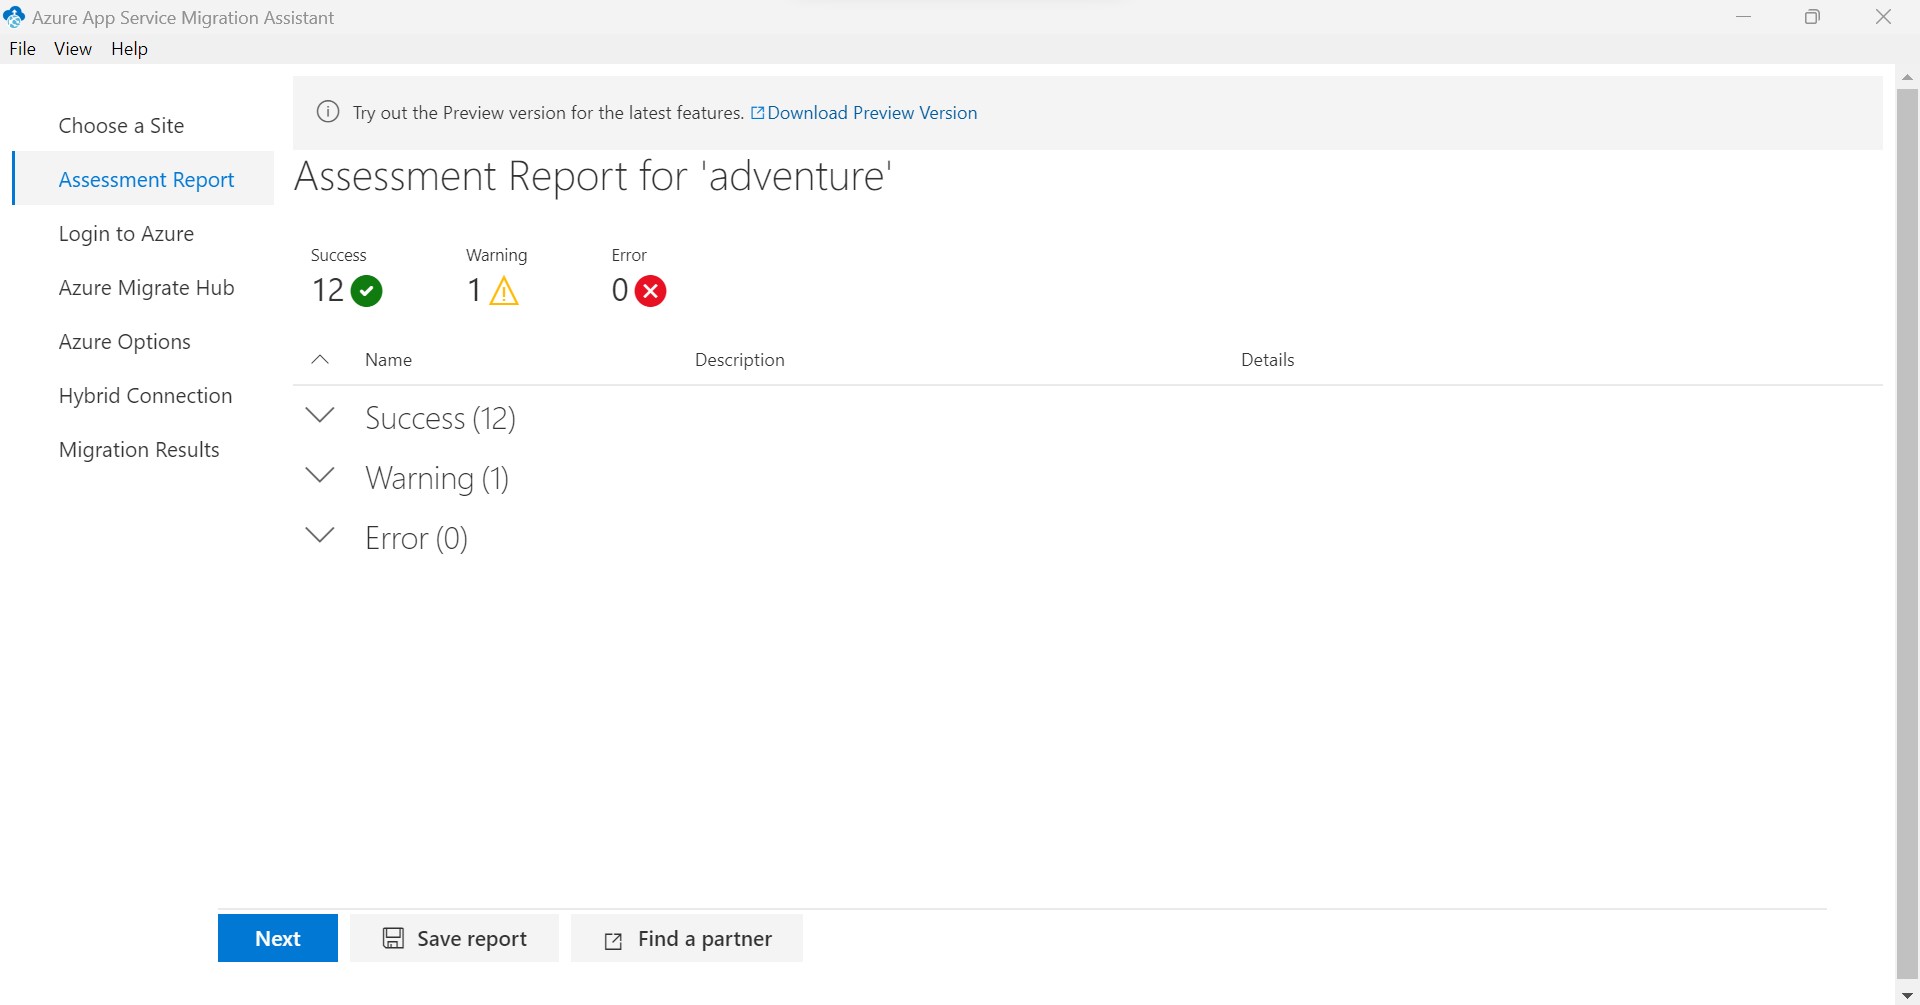 Azure App Service Migration Assistant
File View Help
Try out the Preview version for the latest features. Download Preview Version
Choose a Site
Assessment Report
Login to Azure
Azure Migrate Hub
Azure Options
Hybrid Connection
Migration Results
Assessment Report for 'adventure'
Success Warning Error
12 1 0
Name Description Details
Success (12)
Warning (1)
Error (0)
Next Save report Find a partner